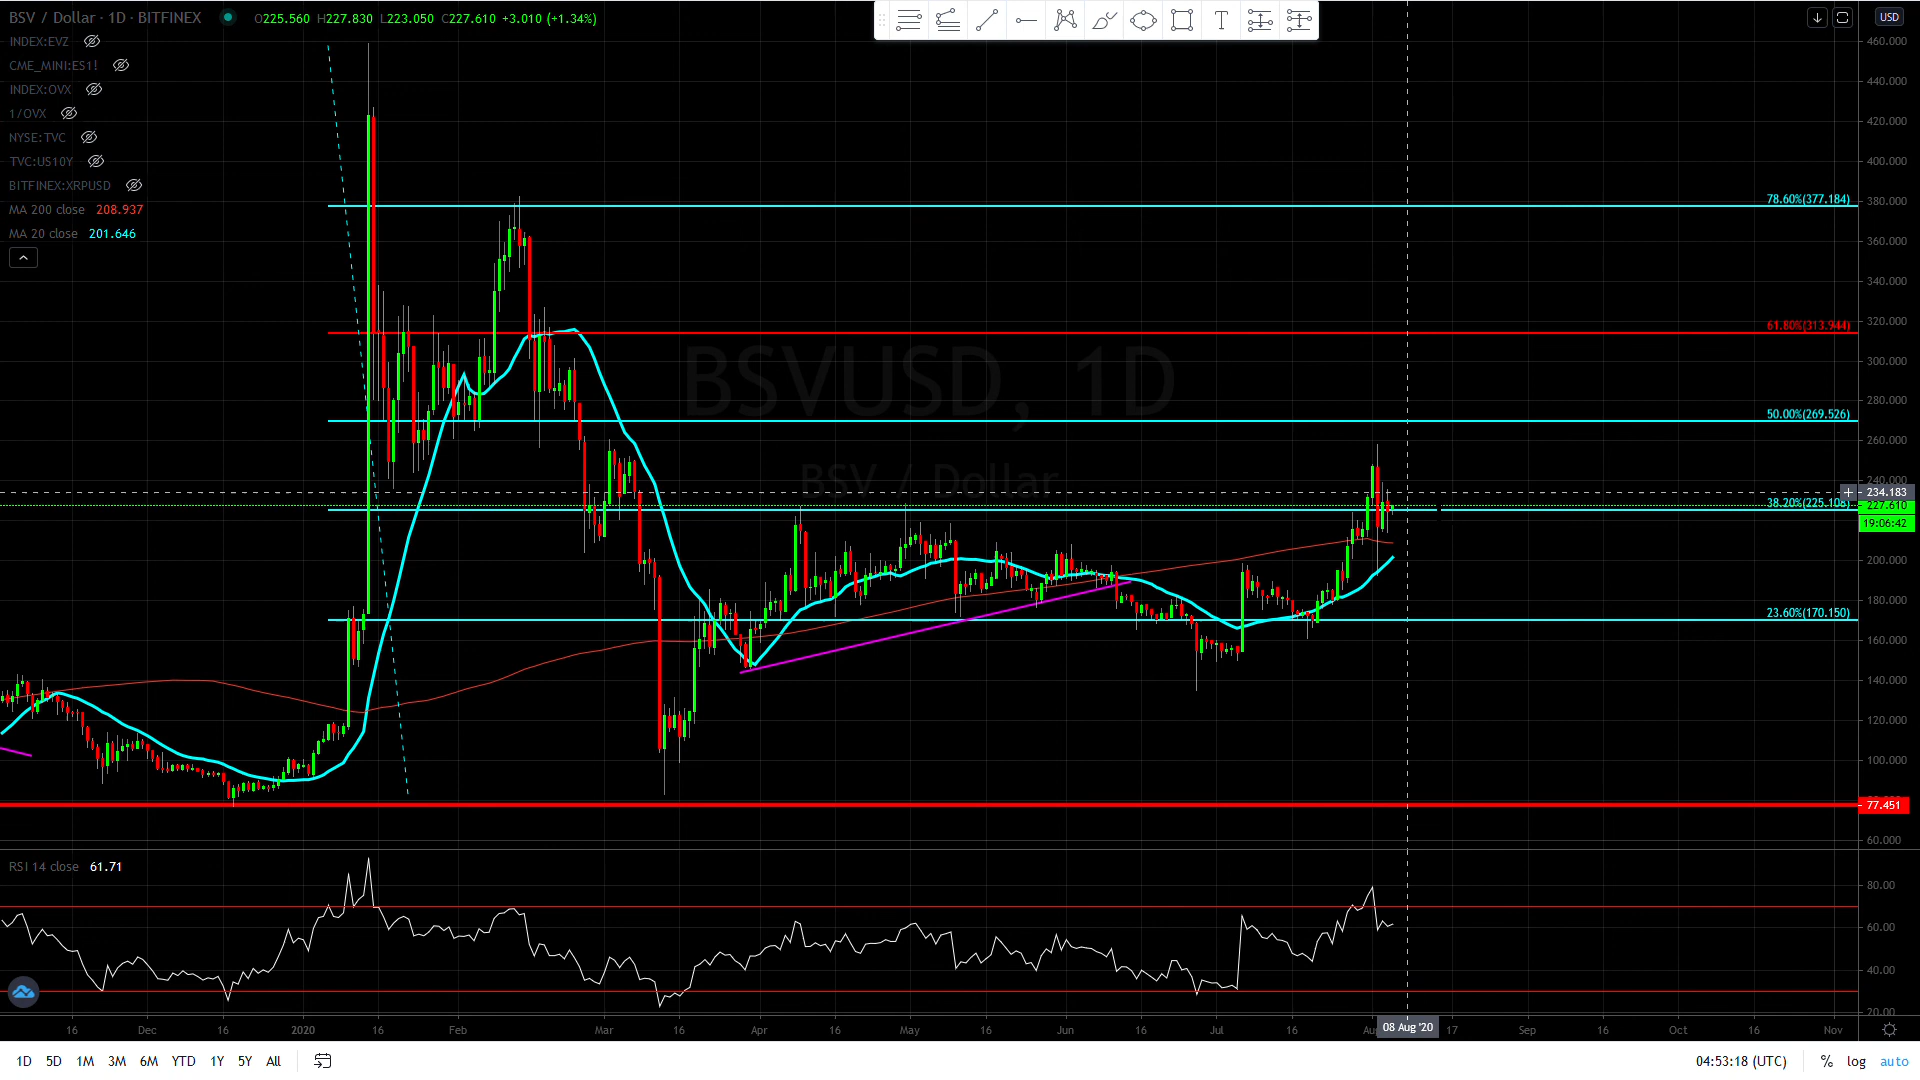 BSV / Dollar · 1D · BITFINEX O225.560 H227.830 L223.050 C227.610 +3.010 (+1.34%)
INDEX:EVZ
CME_MINI:ES1!
INDEX:OVX
1/OVX
NYSE:TVC
TVC:US10Y
BITFINEX:XRPUSD
MA 200 close 208.937
MA 20 close 201.646
T
USD
BSVUSD, 1D
BSV / Dollar
78.60%(377.184)
61.80%(313.944)
50.00%(269.526)
38.20%(225.108)
23.60%(170.150)
460.000
440.000
420.000
400.000
380.000
360.000
340.000
320.000
300.000
280.000
260.000
240.000
234.183
227.610
19:06:42
200.000
180.000
160.000
140.000
120.000
100.000
77.451
60.000
RSI 14 close 61.71
80.00
60.00
40.00
20.00
16 Dec 16 2020 16 Feb Mar 16 Apr 16 May 16 Jun 16 Jul 16 08 Aug '20 17 Sep 16 Oct 16 Nov
1D 5D 1M 3M 6M YTD 1Y 5Y All 04:53:18 (UTC) % log auto